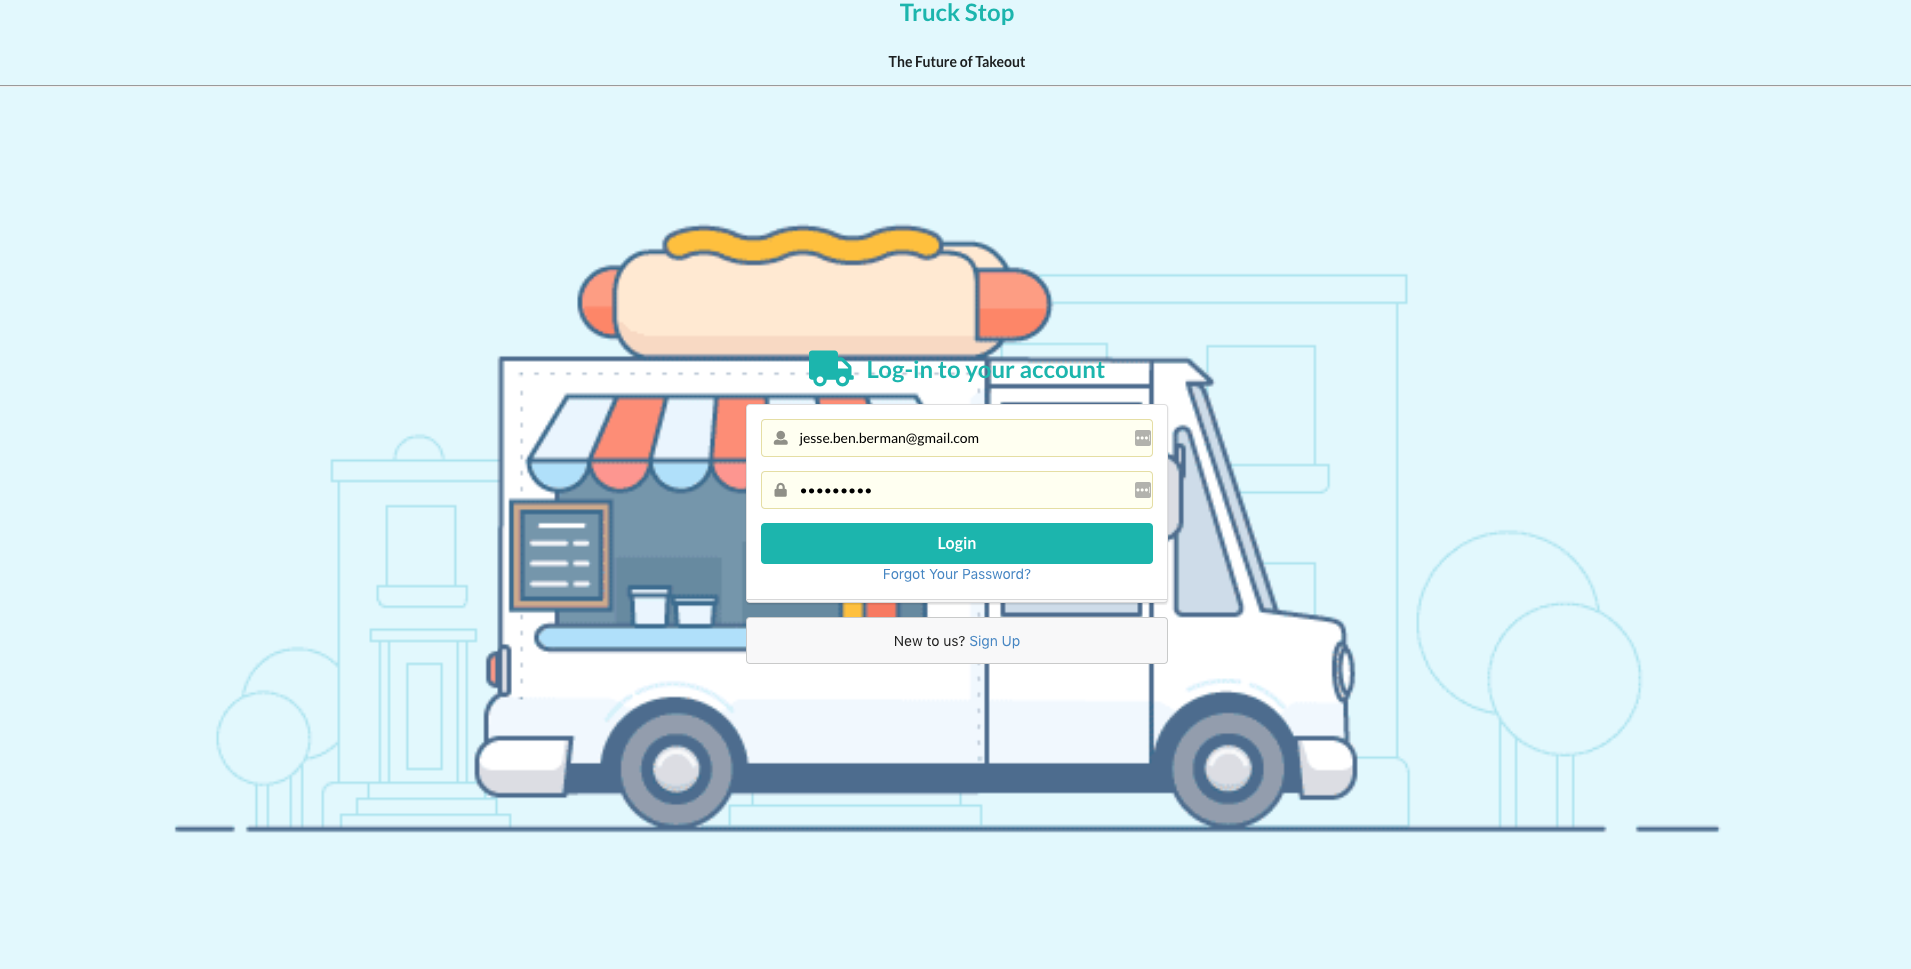 Truck Stop
The Future of Takeout
Log-in to your account
jesse.ben.berman@gmail.com
•••••••••
Login
Forgot Your Password?
New to us? Sign Up